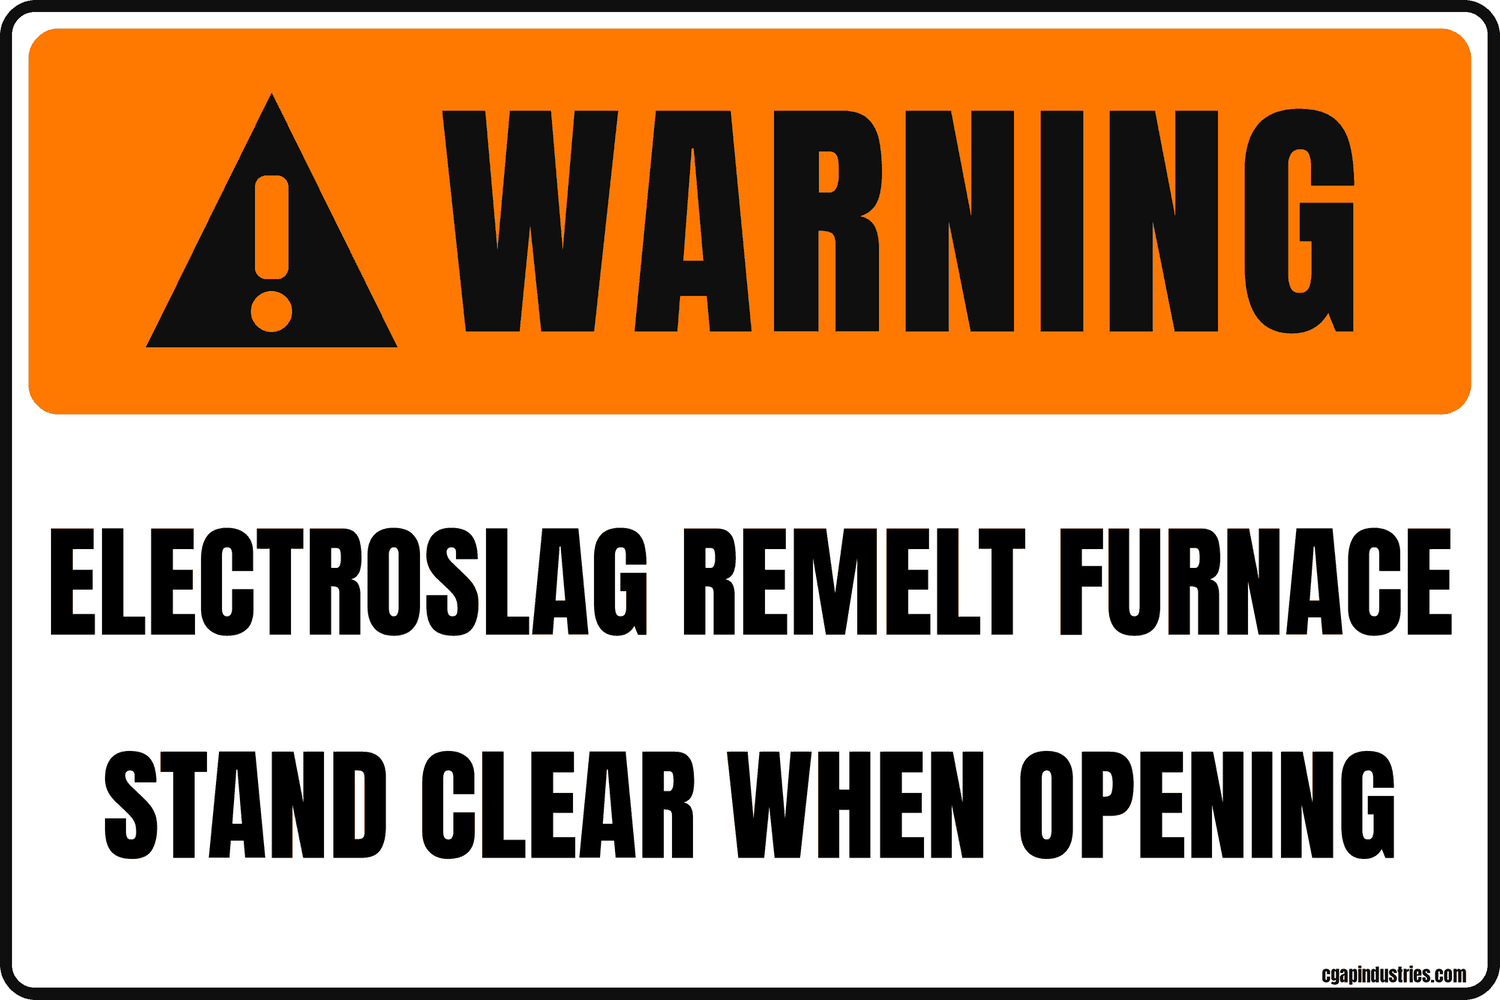 WARNING
ELECTROSLAG REMELT FURNACE
STAND CLEAR WHEN OPENING
cgapindustries.com